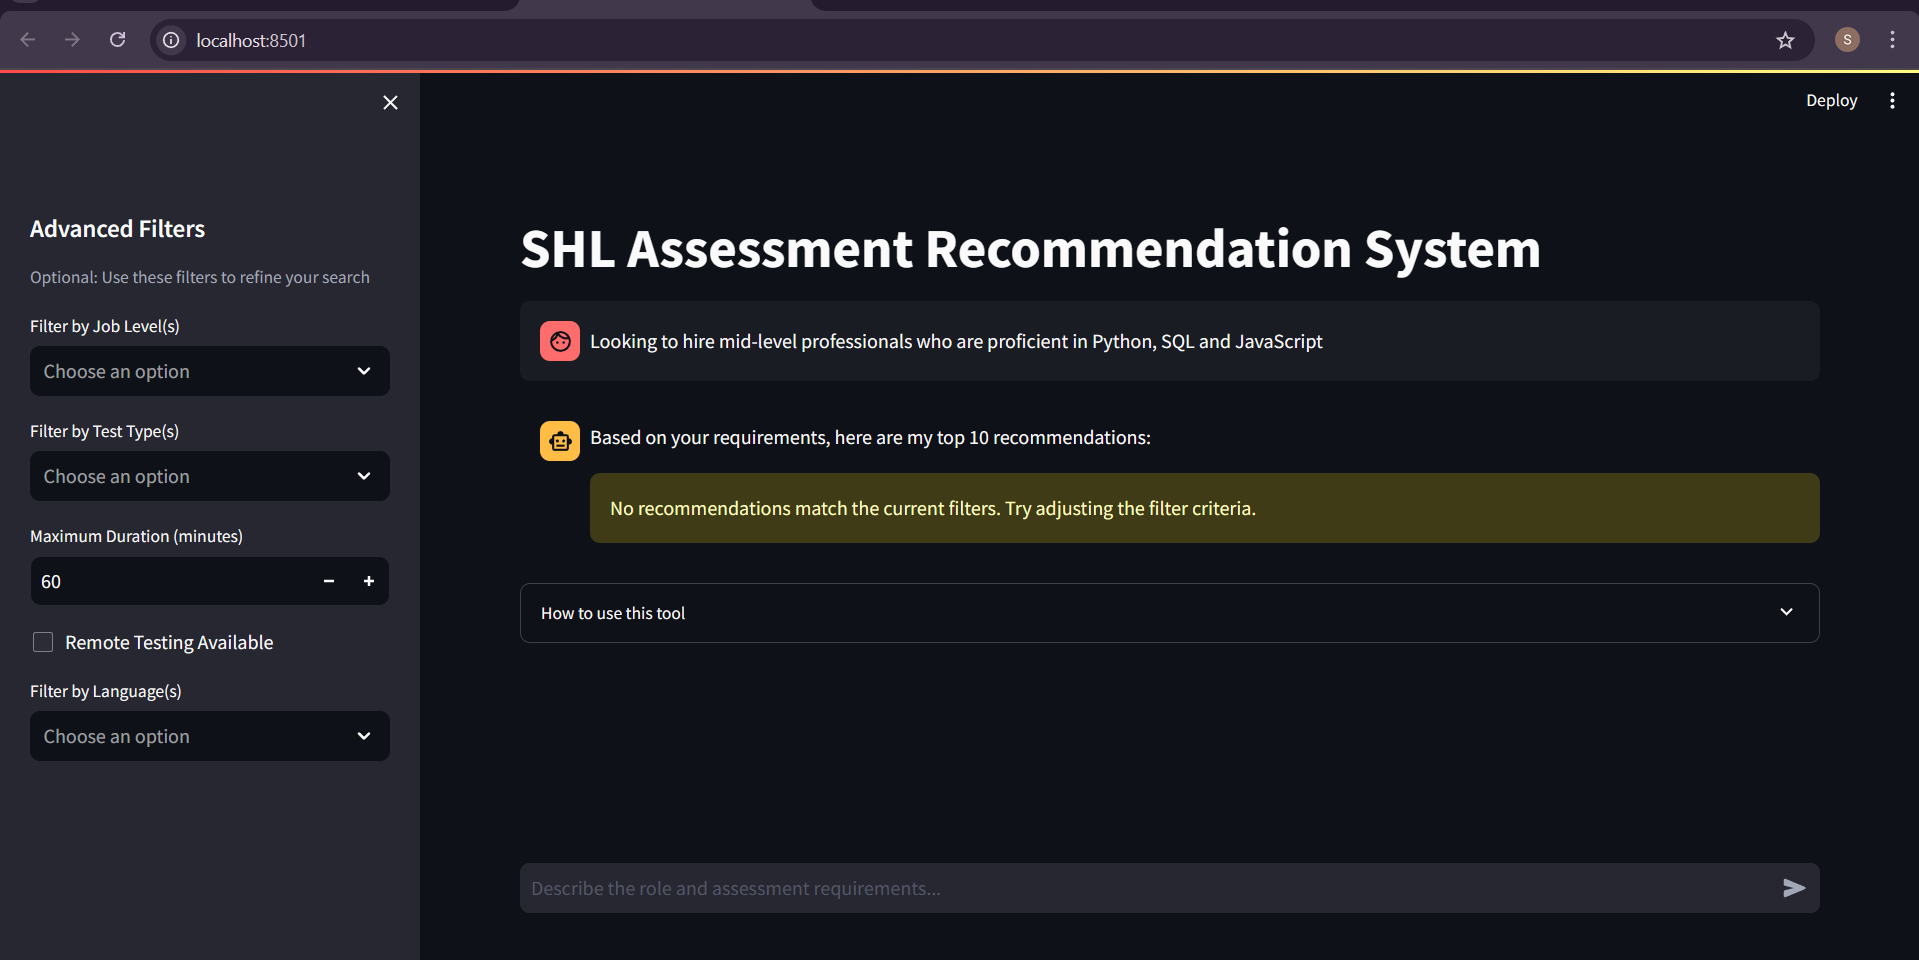 localhost:8501
S
Deploy
Advanced Filters
Optional: Use these filters to refine your search
Filter by Job Level(s)
Choose an option
Filter by Test Type(s)
Choose an option
Maximum Duration (minutes)
60
Remote Testing Available
Filter by Language(s)
Choose an option
SHL Assessment Recommendation System
Looking to hire mid-level professionals who are proficient in Python, SQL and JavaScript
Based on your requirements, here are my top 10 recommendations:
No recommendations match the current filters. Try adjusting the filter criteria.
How to use this tool
Describe the role and assessment requirements...